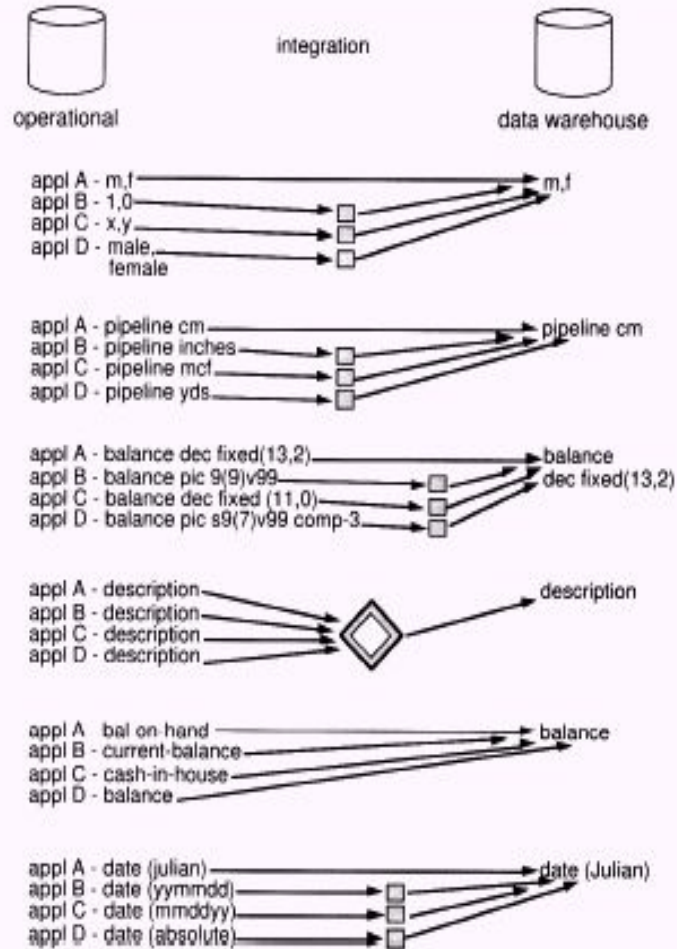 integration
operational
data warehouse
appl A - m,f
m,f
appl B - 1,0
appl C - x,y
appl D - male,
female
appl A - pipeline cm
pipeline cm
appl B - pipeline inches
appl C - pipeline mcf
appl D - pipeline yds
appl A - balance dec fixed(13,2)
balance
appl B - balance pic 9(9)v99
dec fixed(13,2)
appl C - balance dec fixed (11,0)
appl D - balance pic s9(7)v99 comp-3
appl A - description
description
appl B - description
appl C - description
appl D - description
appl A - bal on-hand
balance
appl B - current-balance
appl C - cash-in-house
appl D - balance
appl A - date (julian)
date (Julian)
appl B - date (yymmdd)
appl C - date (mmddyy)
appl D - date (absolute)